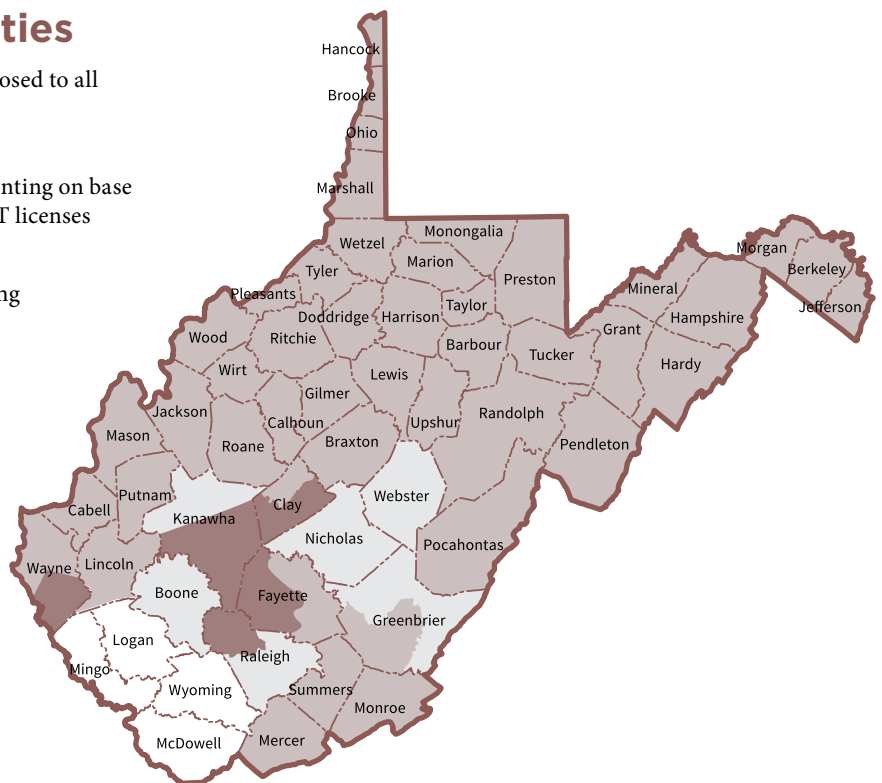 ties
osed to all
nting on base
T licenses
ng
Hancock
Brooke
Ohio
Marshall
Wetzel
Monongalia
Marion
Preston
Tyler
Pleasants
Doddridge
Harrison
Taylor
Wood
Ritchie
Barbour
Tucker
Grant
Mineral
Hampshire
Morgan
Berkeley
Jefferson
Hardy
Wirt
Lewis
Gilmer
Calhoun
Upshur
Randolph
Jackson
Mason
Roane
Braxton
Pendleton
Putnam
Cabell
Kanawha
Clay
Webster
Nicholas
Pocahontas
Wayne
Lincoln
Boone
Fayette
Greenbrier
Logan
Raleigh
Mingo
Wyoming
Summers
Monroe
McDowell
Mercer